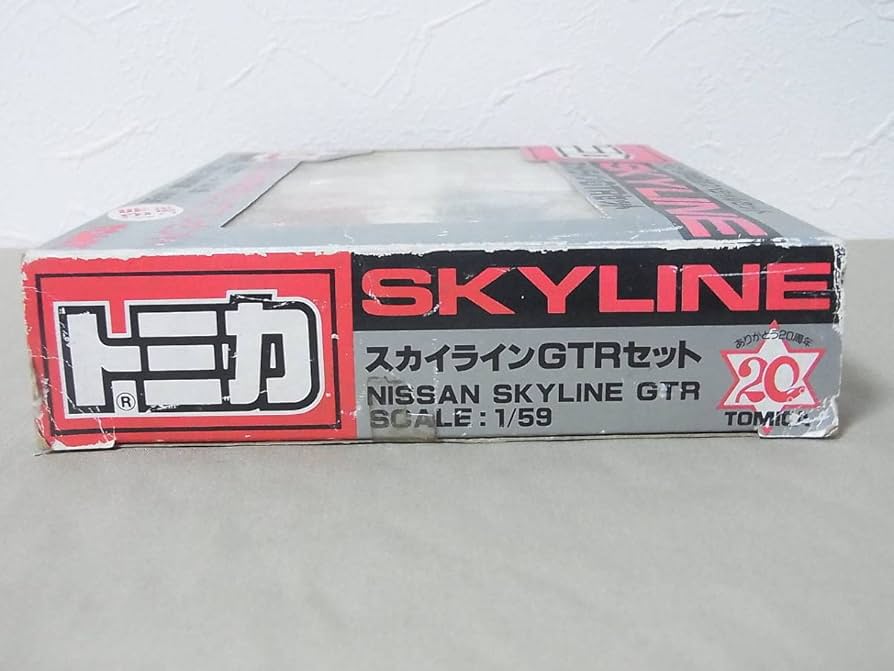 トミカ
®
SKYLINE
スカイラインGTRセット
NISSAN SKYLINE GTR
SCALE : 1/59
ありがとう20周年
20
TOMICA
SKYLINE